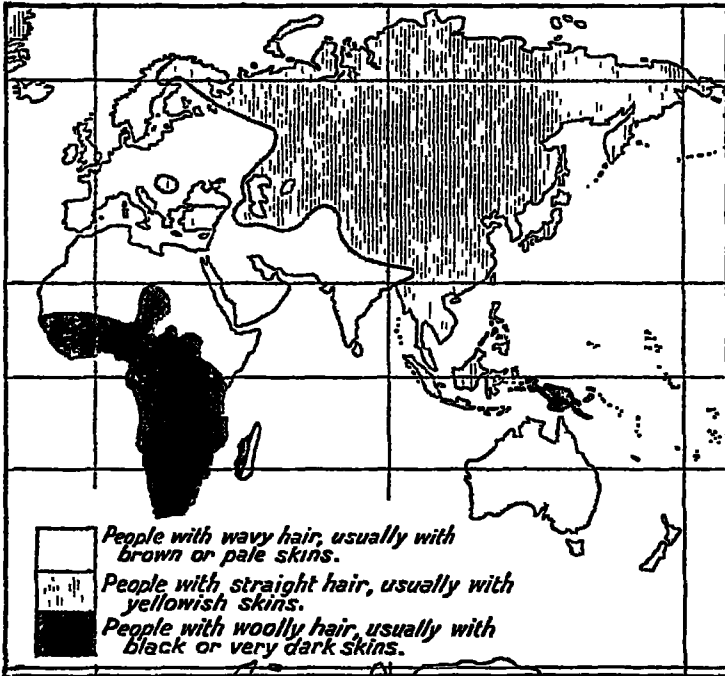 People with wavy hair, usually with
brown or pale skins.
People with straight hair, usually with
yellowish skins.
People with woolly hair, usually with
black or very dark skins.